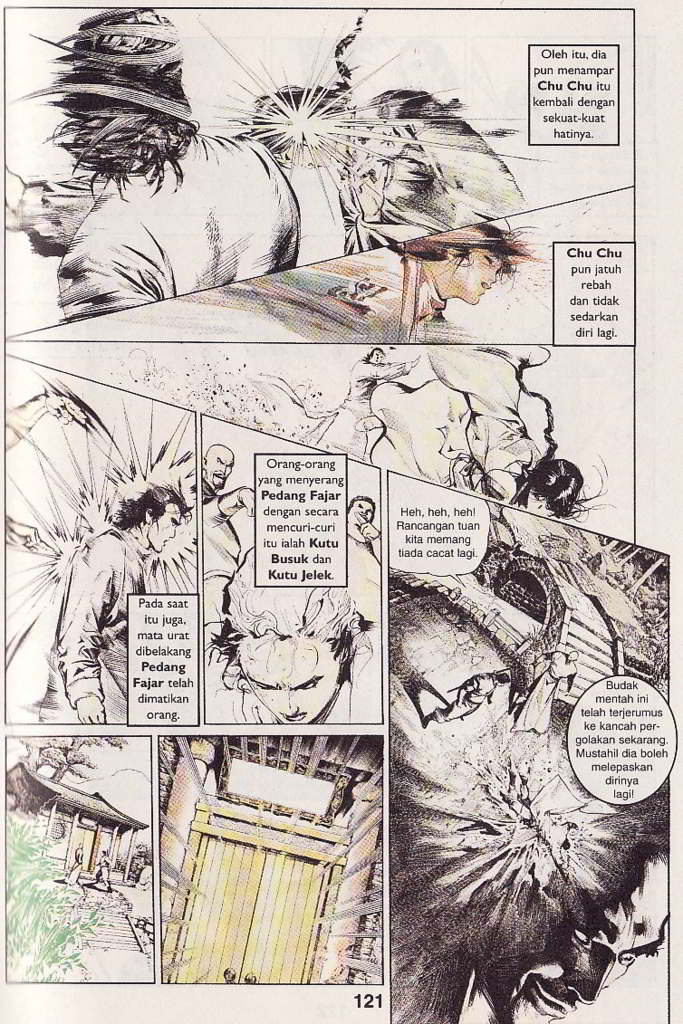 Oleh itu, dia
pun menampar
Chu Chu itu
kembali dengan
sekuat-kuat
hatinya.
Chu Chu
pun jatuh
rebah
dan tidak
sedarkan
diri lagi.
Pada saat
itu juga,
mata urat
dibelakang
Pedang
Fajar telah
dimatikan
orang.
Orang-orang
yang menyerang
Pedang Fajar
dengan secara
mencuri-curi
itu ialah Kutu
Busuk dan
Kutu Jelek.
Heh, heh, heh!
Rancangan tuan
kita memang
tiada cacat lagi.
Budak
mentah ini
telah terjerumus
ke kancah per-
golakan sekarang.
Mustahil dia boleh
melepaskan
dirinya
lagi!
121